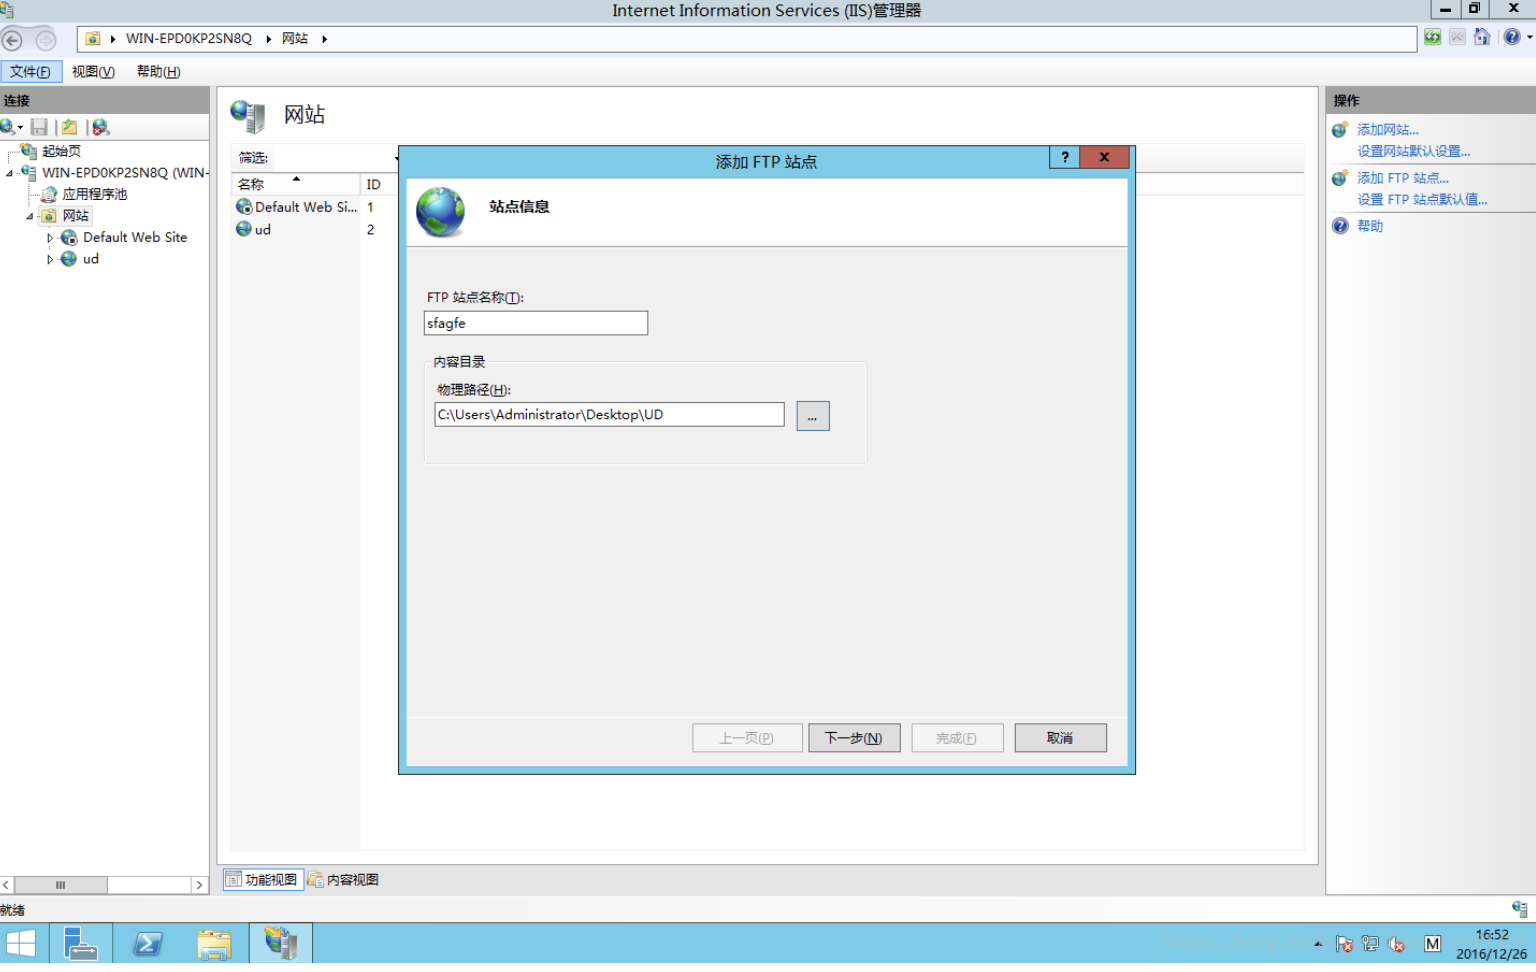 Internet Information Services (IIS)管理器
WIN-EPD0KP2SN8Q 网站
文件(F) 视图(V) 帮助(H)
连接
起始页
WIN-EPD0KP2SN8Q (WIN-
应用程序池
网站
Default Web Site
ud
网站
筛选:
名称 ID
Default Web Si... 1
ud 2
添加 FTP 站点
?
站点信息
FTP 站点名称(T):
sfagfe
内容目录
物理路径(H):
C:\Users\Administrator\Desktop\UD
...
上一页(P) 下一步(N) 完成(F) 取消
操作
添加网站...
设置网站默认设置...
添加 FTP 站点...
设置 FTP 站点默认值...
帮助
功能视图 内容视图
就绪
M
16:52
2016/12/26